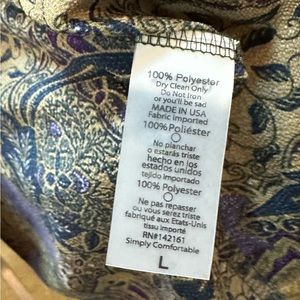 100% Polyester
Dry Clean Only
Do Not Iron
or you'll be sad
MADE IN USA
Fabric Imported
100% Poliéster
No planchar
o estarás triste
hecho en los
estados unidos
tejido importado
100% Polyester
Ne pas repasser
ou vous serez triste
fabriqué aux Etats-Unis
tissu importé
RN#142161
Simply Comfortable
L